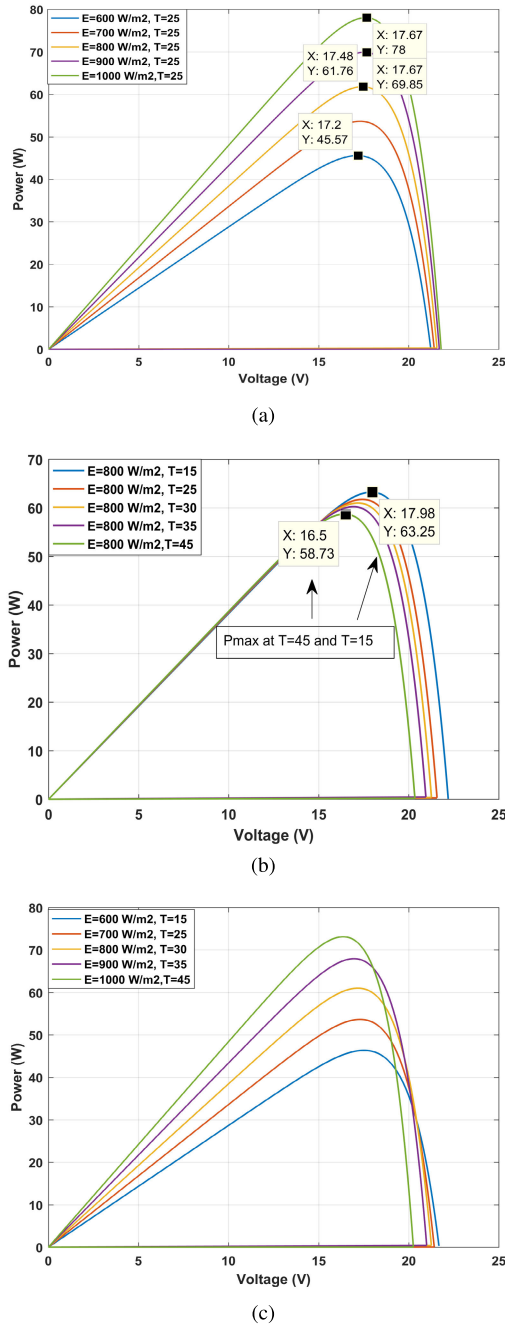 80
70
60
50
40
30
20
10
0
Power (W)
E=600 W/m2, T=25
E=700 W/m2, T=25
E=800 W/m2, T=25
E=900 W/m2, T=25
E=1000 W/m2,T=25
X: 17.67
Y: 78
X: 17.48
Y: 61.76
X: 17.67
Y: 69.85
X: 17.2
Y: 45.57
0 5 10 15 20 25
Voltage (V)
(a)
70
60
50
40
30
20
10
0
Power (W)
E=800 W/m2, T=15
E=800 W/m2, T=25
E=800 W/m2, T=30
E=800 W/m2, T=35
E=800 W/m2,T=45
X: 17.98
Y: 63.25
X: 16.5
Y: 58.73
Pmax at T=45 and T=15
0 5 10 15 20 25
Voltage (V)
(b)
80
70
60
50
40
30
20
10
0
Power (W)
E=600 W/m2, T=15
E=700 W/m2, T=25
E=800 W/m2, T=30
E=900 W/m2, T=35
E=1000 W/m2,T=45
0 5 10 15 20 25
Voltage (V)
(c)